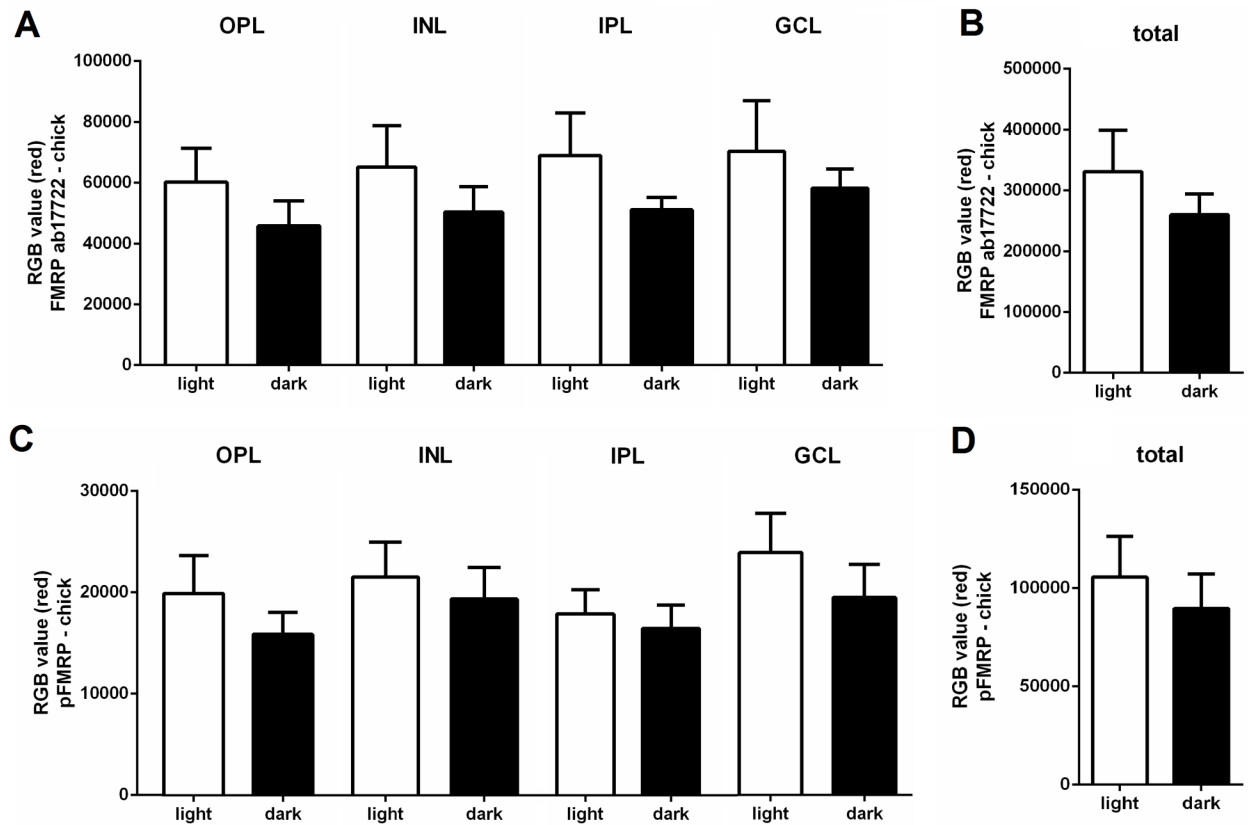 A
OPL INL IPL GCL
RGB value (red)
FMRP ab17722 - chick
100000
80000
60000
40000
20000
0
light dark light dark light dark light dark
B
total
RGB value (red)
FMRP ab17722 - chick
500000
400000
300000
200000
100000
0
light dark
C
OPL INL IPL GCL
RGB value (red)
pFMRP - chick
30000
20000
10000
0
light dark light dark light dark light dark
D
total
RGB value (red)
pFMRP - chick
150000
100000
50000
0
light dark